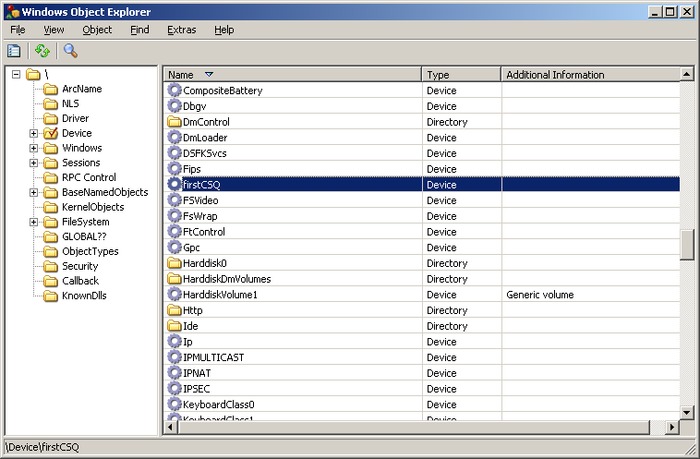 Windows Object Explorer
File View Object Find Extras Help
\
ArcName
NLS
Driver
Device
Windows
Sessions
RPC Control
BaseNamedObjects
KernelObjects
FileSystem
GLOBAL??
ObjectTypes
Security
Callback
KnownDlls
Name Type Additional Information
CompositeBattery Device
Dbgv Device
DmControl Directory
DmLoader Device
DSFKSvcs Device
Fips Device
firstCSQ Device
FSVideo Device
FsWrap Device
FtControl Device
Gpc Device
Harddisk0 Directory
HarddiskDmVolumes Directory
HarddiskVolume1 Device Generic volume
Http Directory
Ide Directory
Ip Device
IPMULTICAST Device
IPNAT Device
IPSEC Device
KeyboardClass0 Device
KeyboardClass1 Device
\Device\firstCSQ